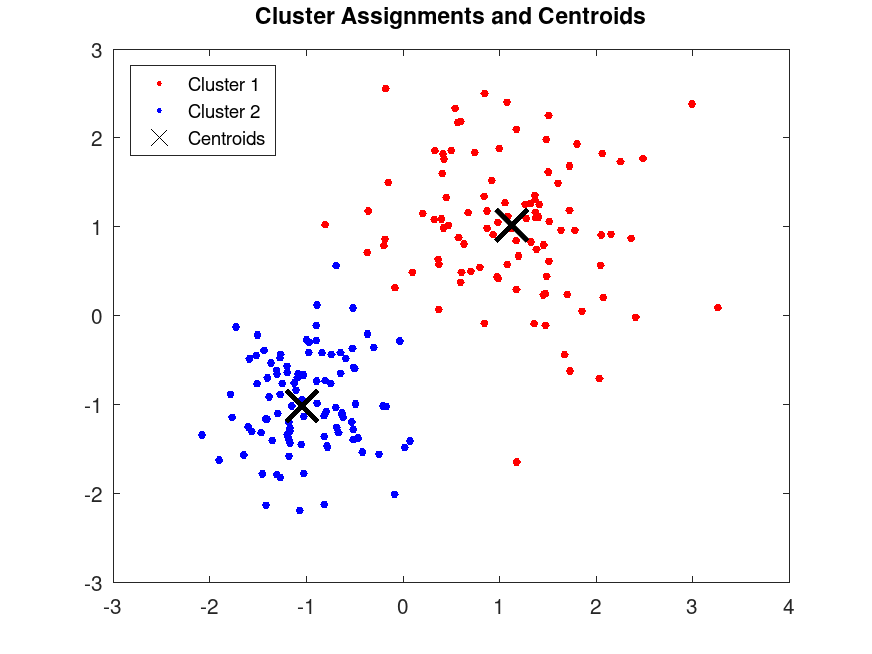 Cluster Assignments and Centroids
3
Cluster 1
Cluster 2
Centroids
2
1
0
-1
-2
-3
-3 -2 -1 0 1 2 3 4